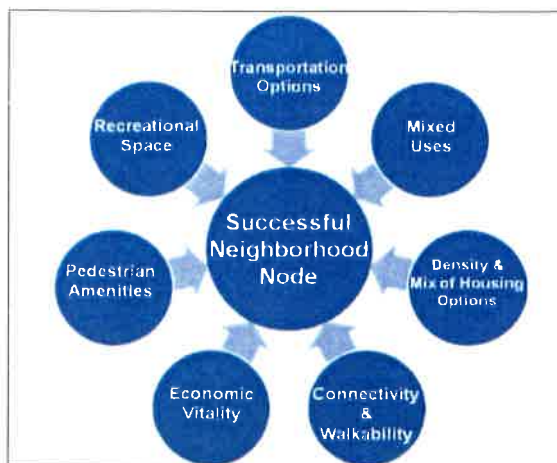 Transportation
Options
Mixed
Uses
Density &
Mix of Housing
Options
Connectivity
&
Walkability
Economic
Vitality
Pedestrian
Amenities
Recreational
Space
Successful
Neighborhood
Node